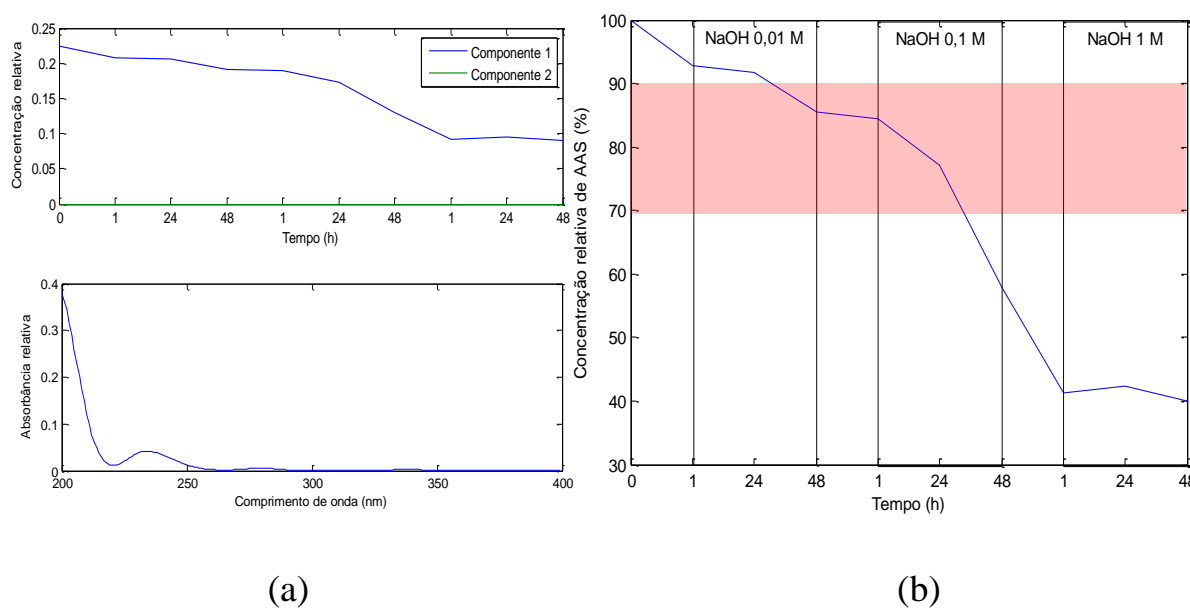 0.25
0.2
0.15
0.1
0.05
0
Concentração relativa
Componente 1
Componente 2
0 1 24 48 1 24 48 1 24 48
Tempo (h)
0.4
0.3
0.2
0.1
0
Absorbância relativa
200 250 300 350 400
Comprimento de onda (nm)
(a)
100
90
80
70
60
50
40
30
Concentração relativa de AAS (%)
NaOH 0,01 M
NaOH 0,1 M
NaOH 1 M
0 1 24 48 1 24 48 1 24 48
Tempo (h)
(b)